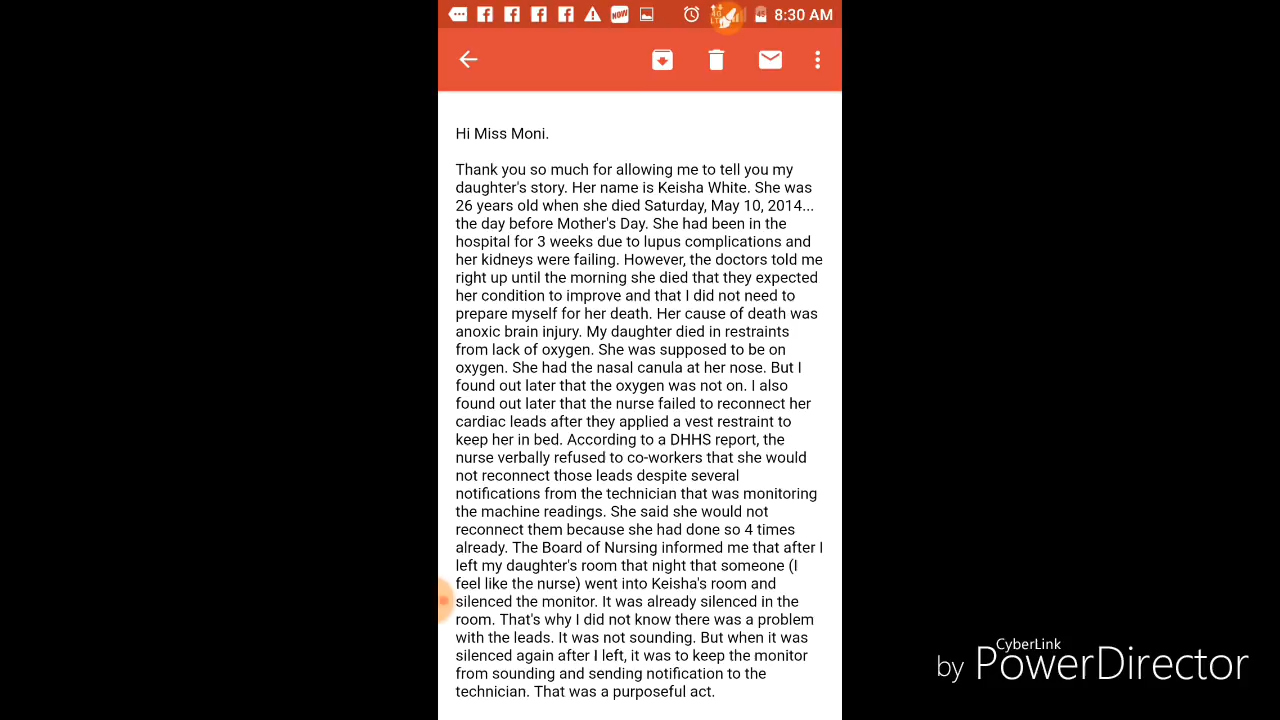 8:30 AM
Hi Miss Moni.
Thank you so much for allowing me to tell you my
daughter's story. Her name is Keisha White. She was
26 years old when she died Saturday, May 10, 2014...
the day before Mother's Day. She had been in the
hospital for 3 weeks due to lupus complications and
her kidneys were failing. However, the doctors told me
right up until the morning she died that they expected
her condition to improve and that I did not need to
prepare myself for her death. Her cause of death was
anoxic brain injury. My daughter died in restraints
from lack of oxygen. She was supposed to be on
oxygen. She had the nasal canula at her nose. But I
found out later that the oxygen was not on. I also
found out later that the nurse failed to reconnect her
cardiac leads after they applied a vest restraint to
keep her in bed. According to a DHHS report, the
nurse verbally refused to co-workers that she would
not reconnect those leads despite several
notifications from the technician that was monitoring
the machine readings. She said she would not
reconnect them because she had done so 4 times
already. The Board of Nursing informed me that after I
left my daughter's room that night that someone (I
feel like the nurse) went into Keisha's room and
silenced the monitor. It was already silenced in the
room. That's why I did not know there was a problem
with the leads. It was not sounding. But when it was
silenced again after I left, it was to keep the monitor
from sounding and sending notification to the
technician. That was a purposeful act.
CyberLink
by PowerDirector